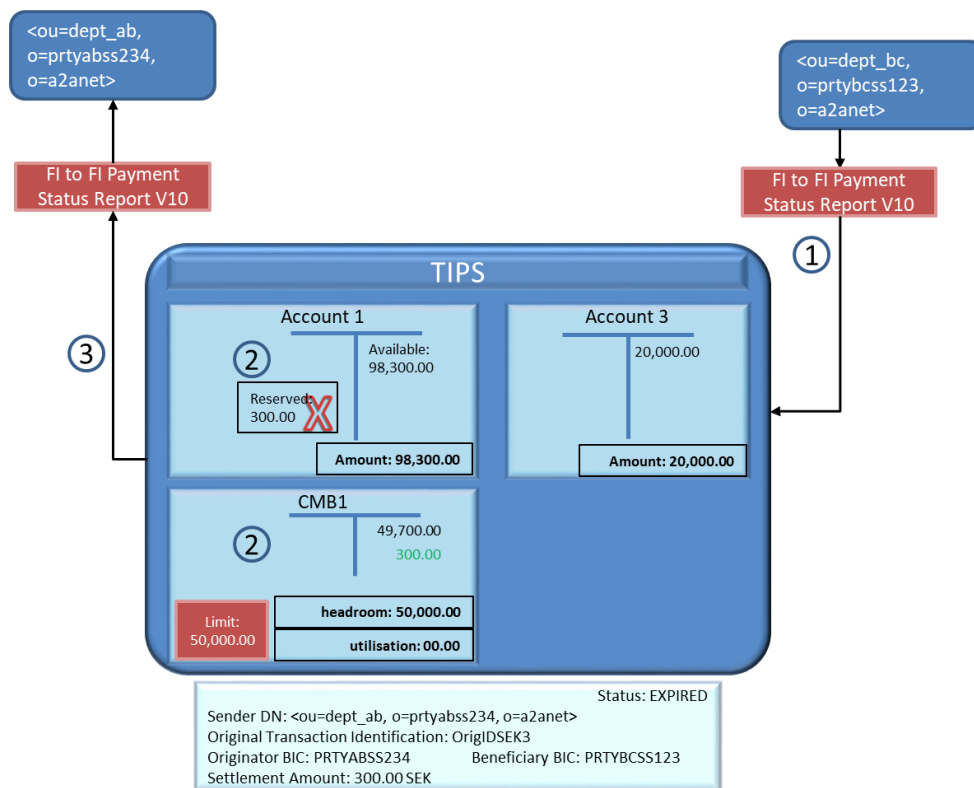 <ou=dept_ab,
o=prtyabss234,
o=a2anet>
<ou=dept_bc,
o=prtybcss123,
o=a2anet>
FI to FI Payment
Status Report V10
FI to FI Payment
Status Report V10
1
TIPS
Account 1
2
Available:
98,300.00
Reserved:
300.00
X
Amount: 98,300.00
Account 3
20,000.00
Amount: 20,000.00
3
CMB1
2
49,700.00
300.00
Limit:
50,000.00
headroom: 50,000.00
utilisation: 00.00
Status: EXPIRED
Sender DN: <ou=dept_ab, o=prtyabss234, o=a2anet>
Original Transaction Identification: OrigIDSEK3
Originator BIC: PRTYABSS234 Beneficiary BIC: PRTYBCSS123
Settlement Amount: 300.00 SEK